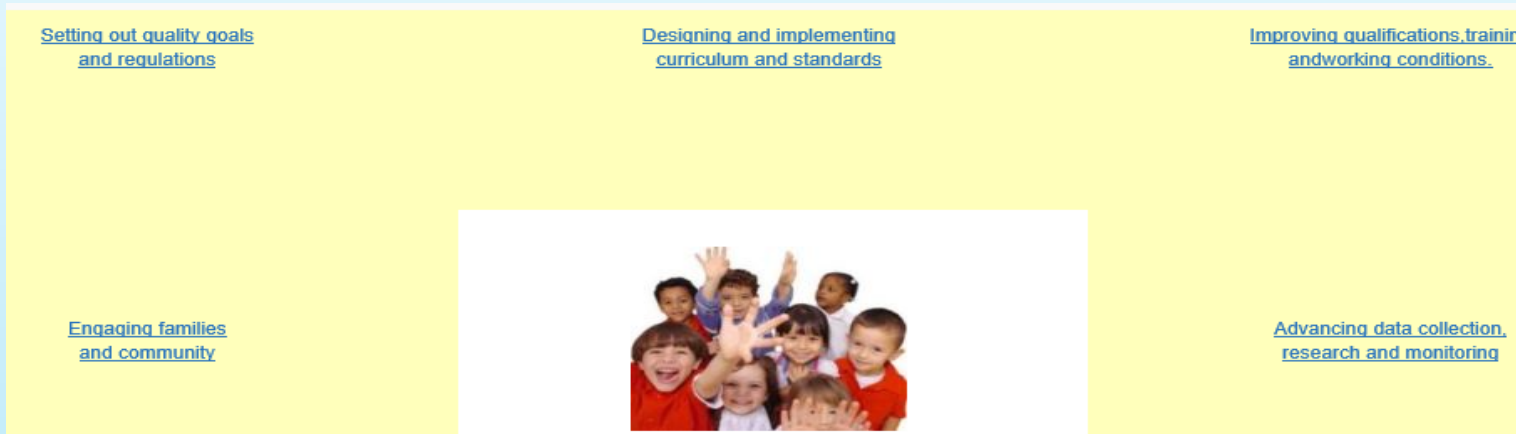 Setting out quality goals
and regulations
Designing and implementing
curriculum and standards
Improving qualifications,
andworking conditions.
Engaging families
and community
Advancing data collection,
research and monitoring